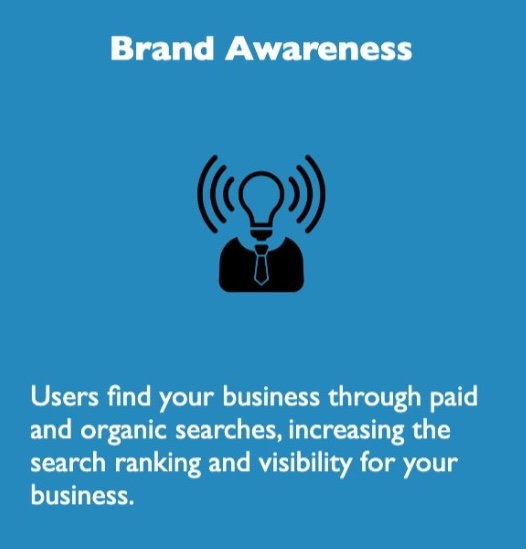 Brand Awareness
Users find your business through paid
and organic searches, increasing the
search ranking and visibility for your
business.